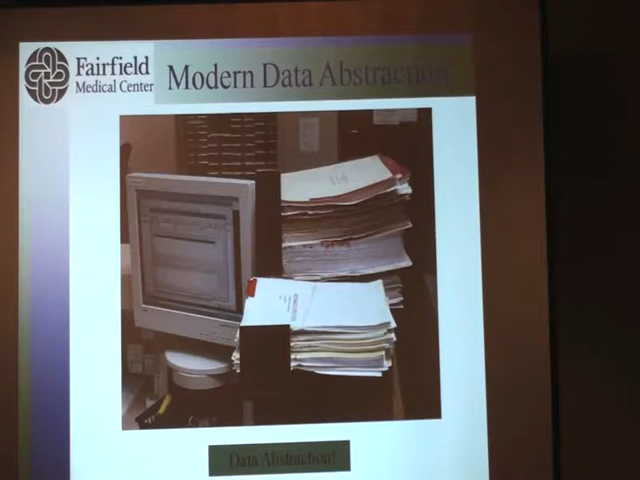 Fairfield
Medical Center
Modern Data Abstraction!
Data Abstraction!